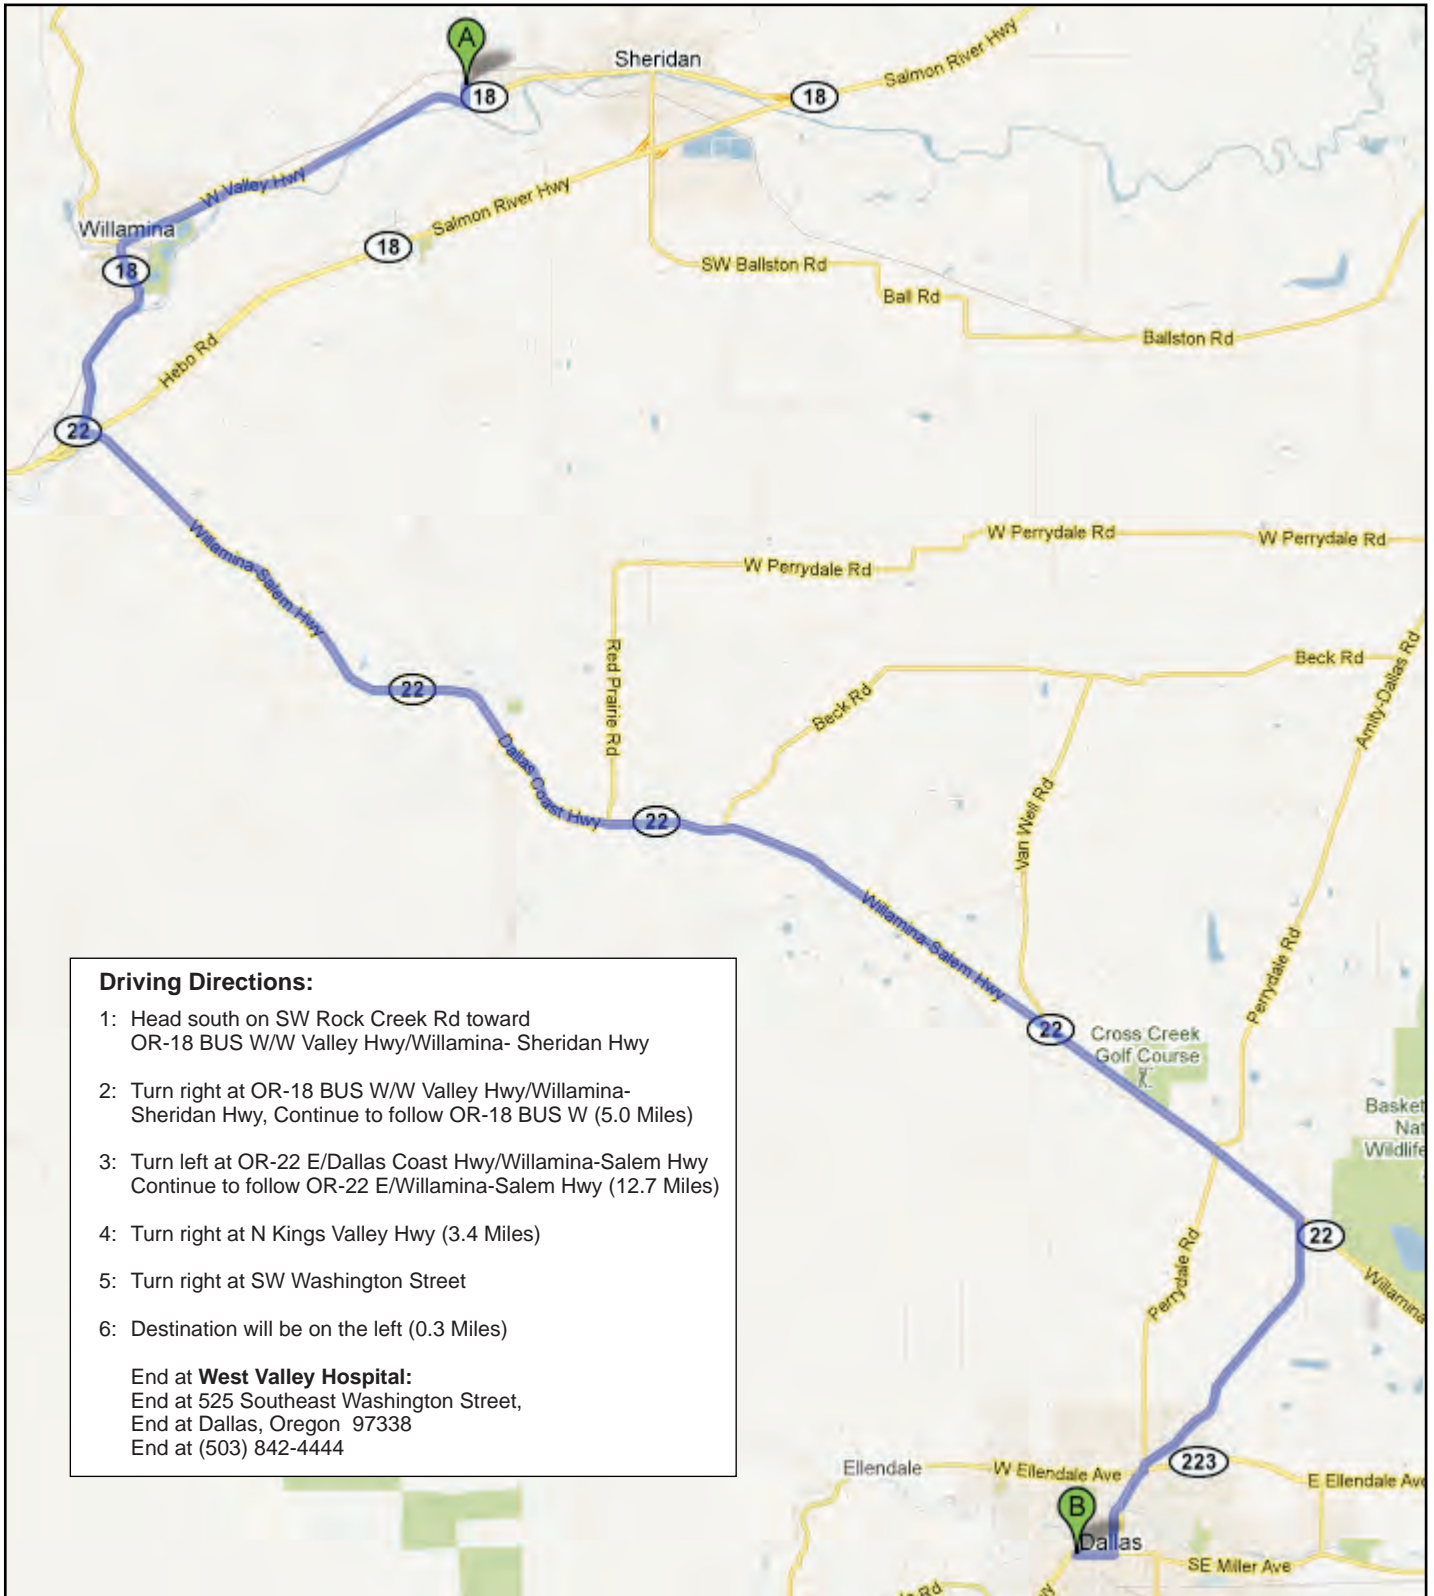 A
Sheridan
Salmon River Hwy
18
18
W Valley Hwy
Salmon River Hwy
Willamina
18
18
SW Ballston Rd
Ball Rd
Ballston Rd
Hebo Rd
22
Willamina-Salem Hwy
W Perrydale Rd
W Perrydale Rd
W Perrydale Rd
Red Prairie Rd
Beck Rd
Beck Rd
Amity-Dallas Rd
22
Dallas Coast Hwy
22
Van Well Rd
Willamina-Salem Hwy
Perrydale Rd
22
Cross Creek
Golf Course
Basket
Nat
Wildlife
22
Willamina
Perrydale Rd
Driving Directions:
1: Head south on SW Rock Creek Rd toward
OR-18 BUS W/W Valley Hwy/Willamina- Sheridan Hwy
2: Turn right at OR-18 BUS W/W Valley Hwy/Willamina-
Sheridan Hwy, Continue to follow OR-18 BUS W (5.0 Miles)
3: Turn left at OR-22 E/Dallas Coast Hwy/Willamina-Salem Hwy
Continue to follow OR-22 E/Willamina-Salem Hwy (12.7 Miles)
4: Turn right at N Kings Valley Hwy (3.4 Miles)
5: Turn right at SW Washington Street
6: Destination will be on the left (0.3 Miles)
End at West Valley Hospital:
End at 525 Southeast Washington Street,
End at Dallas, Oregon 97338
End at (503) 842-4444
Ellendale
W Ellendale Ave
223
E Ellendale Ave
B
Dallas
SE Miller Ave
Rd